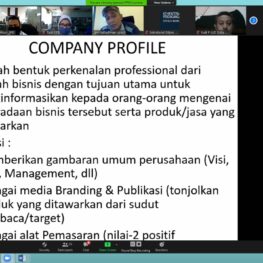 COMPANY PROFILE
ah bentuk perkenalan professional dari
ah bisnis dengan tujuan utama untuk
informasikan kepada orang-orang mengenai
adaan bisnis tersebut serta produk/jasa yang
arkan
si :
mberikan gambaran umum perusahaan (Visi,
, Management, dll)
agai media Branding & Publikasi (tonjolkan
uk yang ditawarkan dari sudut
baca/target)
gai alat Pemasaran (nilai-2 positif